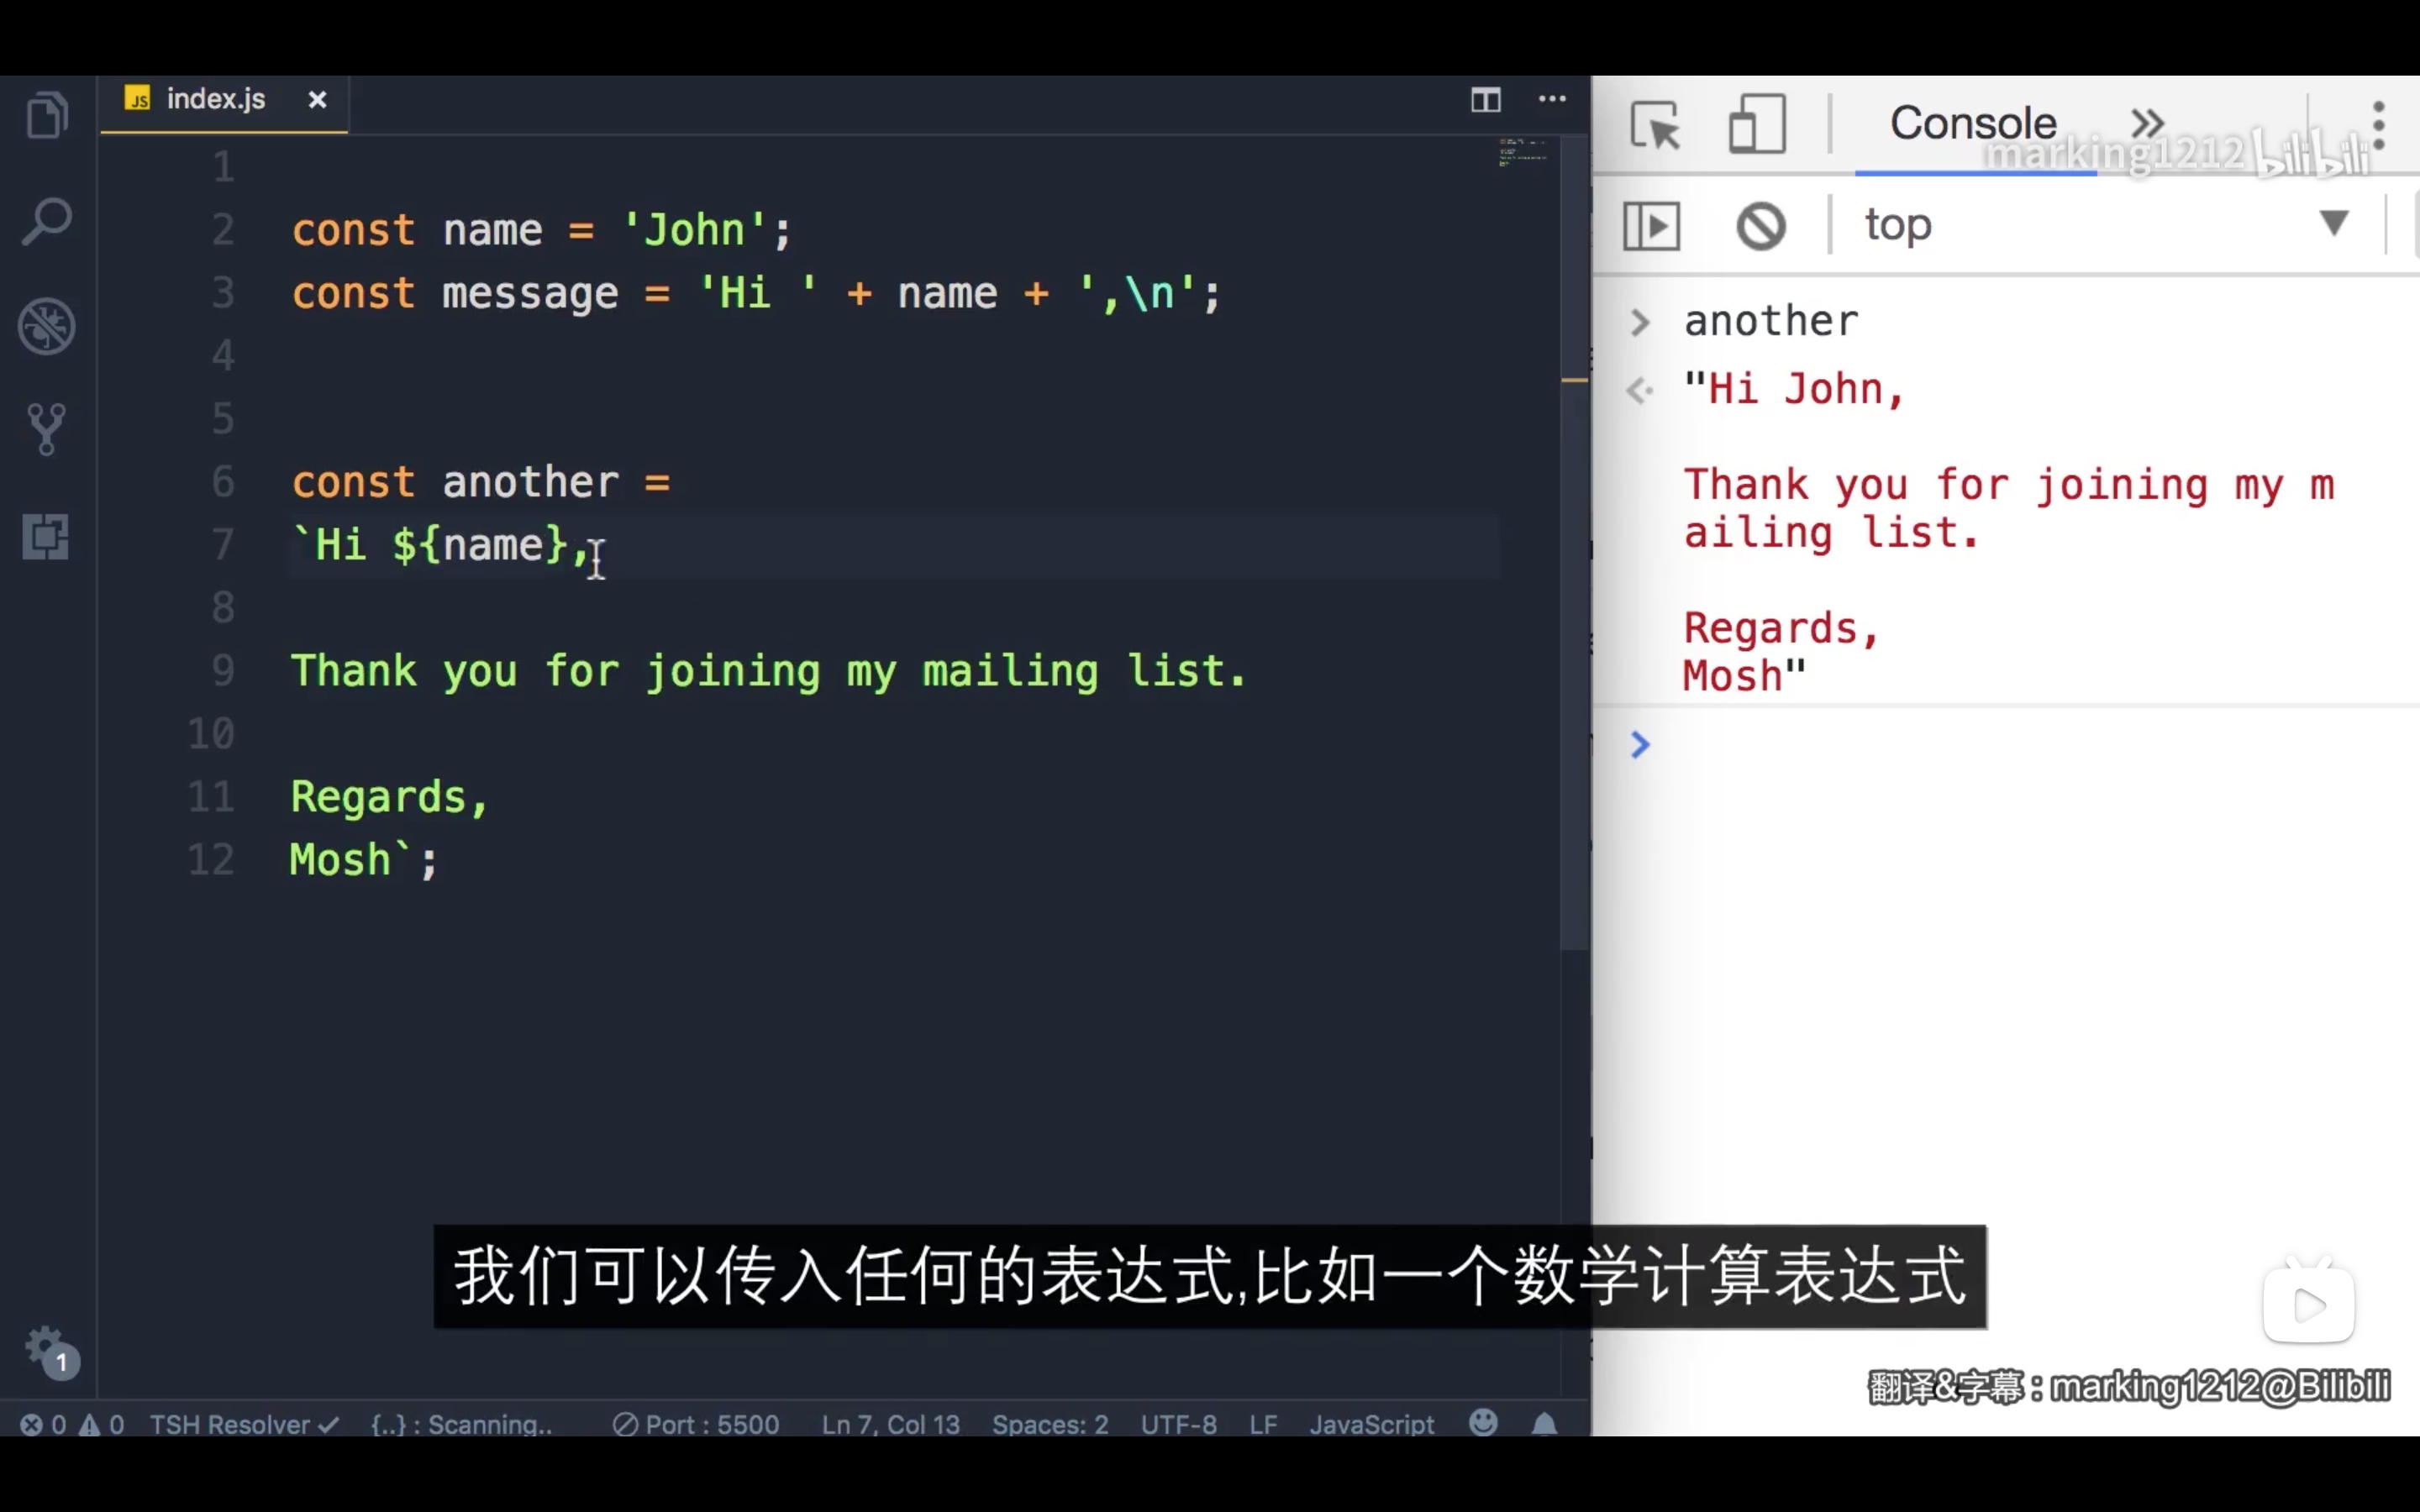 index.js
1
2 const name = 'John';
3 const message = 'Hi ' + name + ',\n';
4
5
6 const another =
7 `Hi ${name},
8
9 Thank you for joining my mailing list.
10
11 Regards,
12 Mosh`;
Console
marking1212 bilibili
top
another
"Hi John,
Thank you for joining my m
ailing list.
Regards,
Mosh"
我们可以传入任何的表达式,比如一个数学计算表达式
翻译&字幕：marking1212@Bilibili
1
0 0 TSH Resolver {..} : Scanning.. Port : 5500 Ln 7, Col 13 Spaces: 2 UTF-8 LF JavaScript